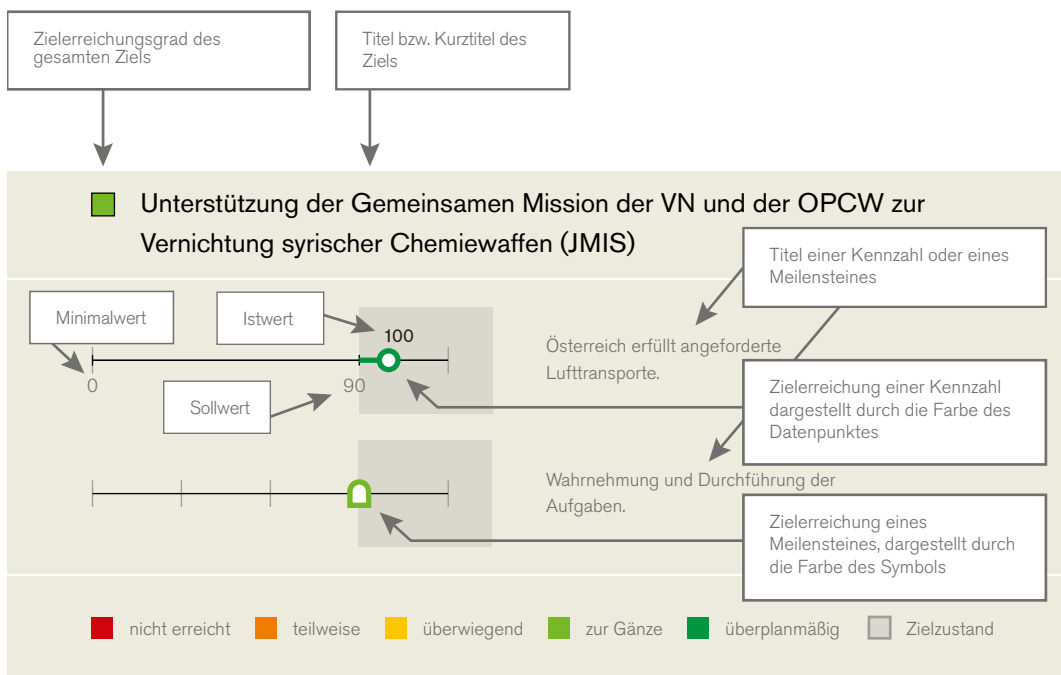 Zielerreichungsgrad des
gesamten Ziels
Titel bzw. Kurztitel des
Ziels
Unterstützung der Gemeinsamen Mission der VN und der OPCW zur
Vernichtung syrischer Chemiewaffen (JMIS)
Titel einer Kennzahl oder eines
Meilensteines
Minimalwert
Istwert
100
0
90
Sollwert
Österreich erfüllt angeforderte
Lufttransporte.
Zielerreichung einer Kennzahl
dargestellt durch die Farbe des
Datenpunktes
Wahrnehmung und Durchführung der
Aufgaben.
Zielerreichung eines
Meilensteines, dargestellt durch
die Farbe des Symbols
nicht erreicht
teilweise
überwiegend
zur Gänze
überplanmäßig
Zielzustand